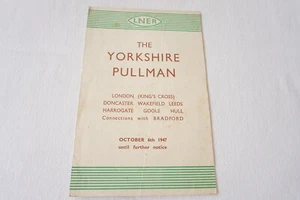 LNER
THE
YORKSHIRE
PULLMAN
LONDON (KING'S CROSS)
DONCASTER WAKEFIELD LEEDS
HARROGATE GOOLE HULL
Connections with BRADFORD
OCTOBER 6th 1947
until further notice